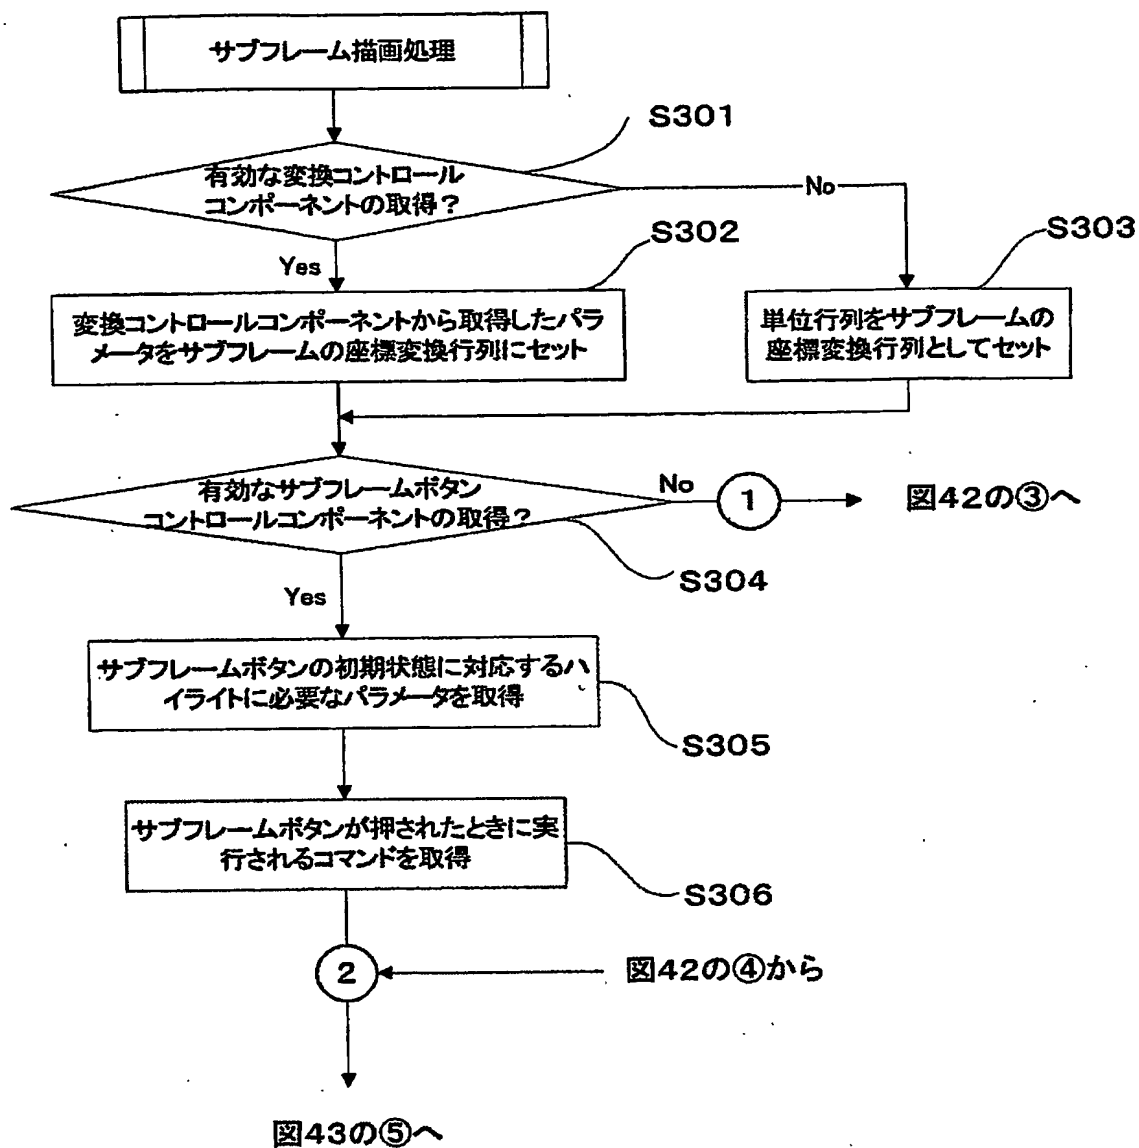 サブフレーム描画処理
S301
有効な変換コントロール
コンポーネントの取得？
No
S302
S303
Yes
変換コントロールコンポーネントから取得したパラ
メータをサブフレームの座標変換行列にセット
単位行列をサブフレームの
座標変換行列としてセット
有効なサブフレームボタン
コントロールコンポーネントの取得？
No
1
図42の③へ
S304
Yes
サブフレームボタンの初期状態に対応するハ
イライトに必要なパラメータを取得
S305
サブフレームボタンが押されたときに実
行されるコマンドを取得
S306
2
図42の④から
図43の⑤へ